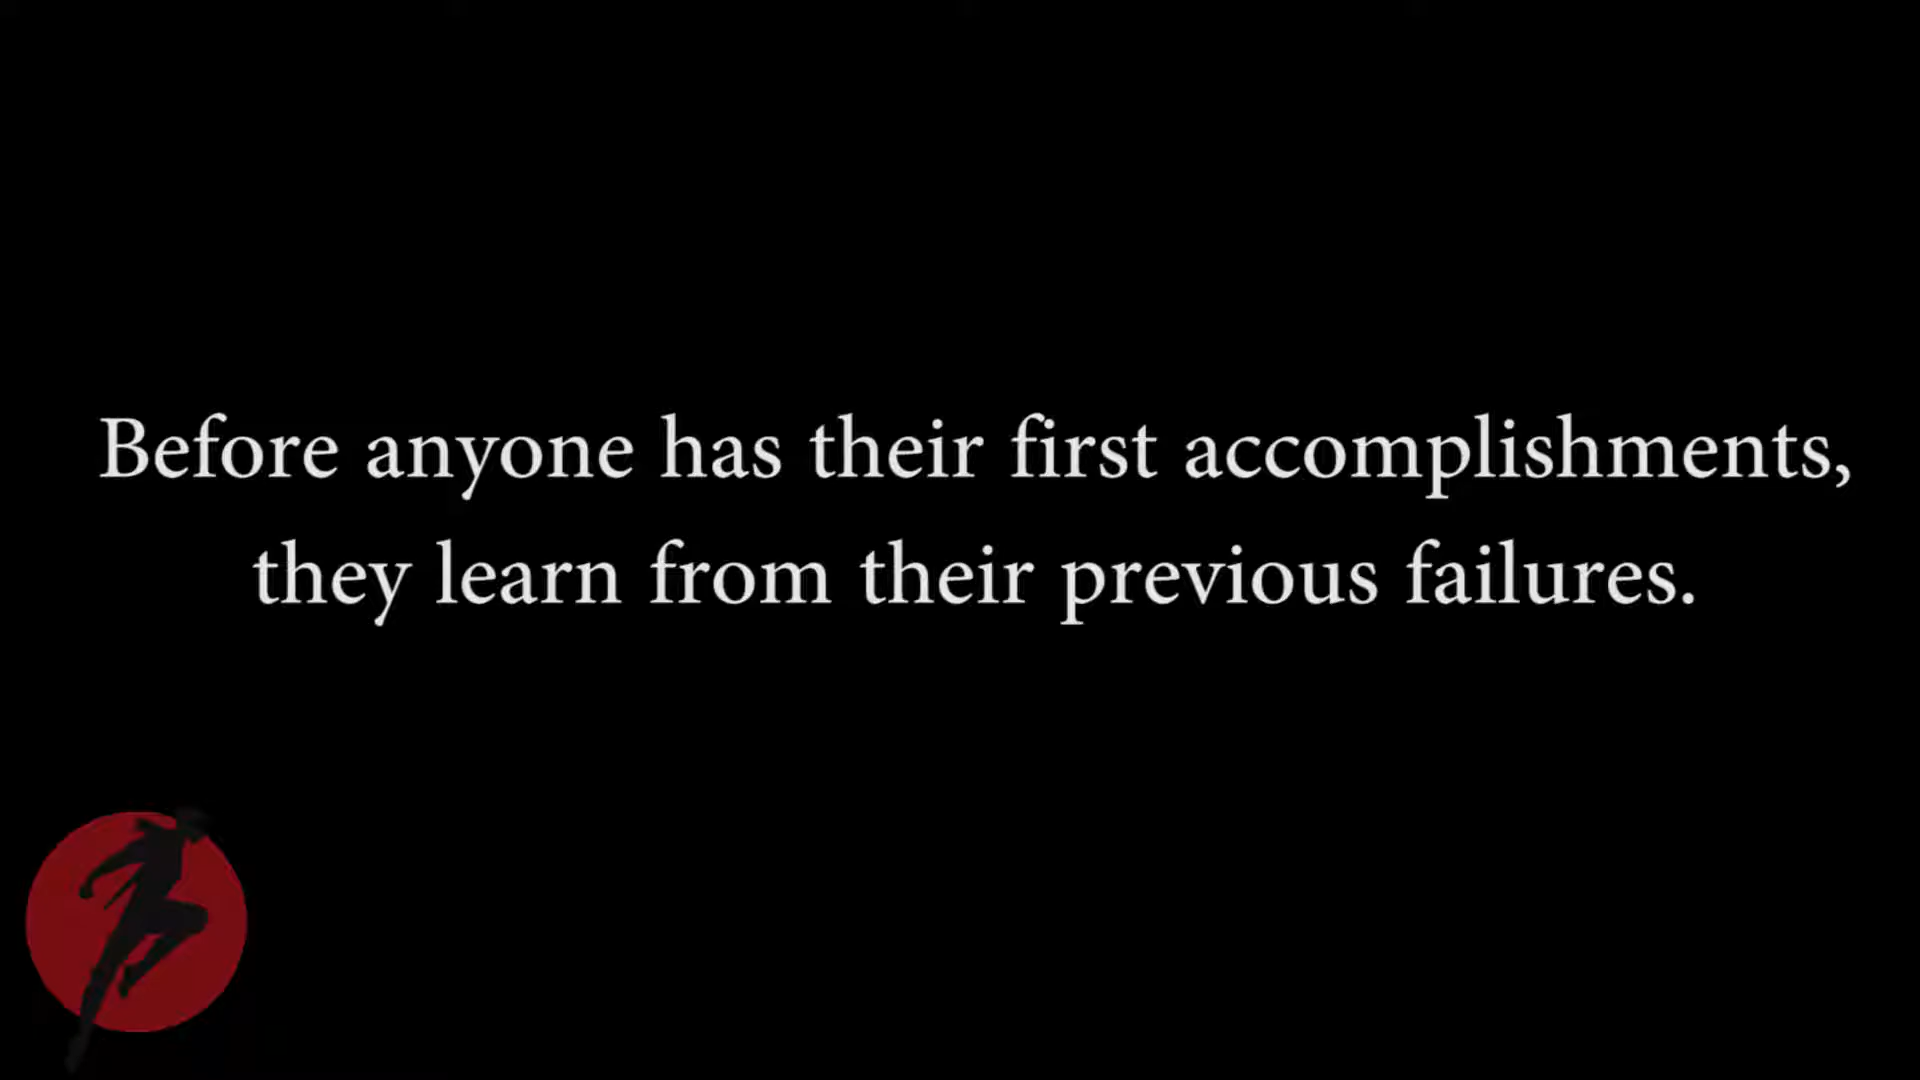 Before anyone has their first accomplishments,
they learn from their previous failures.